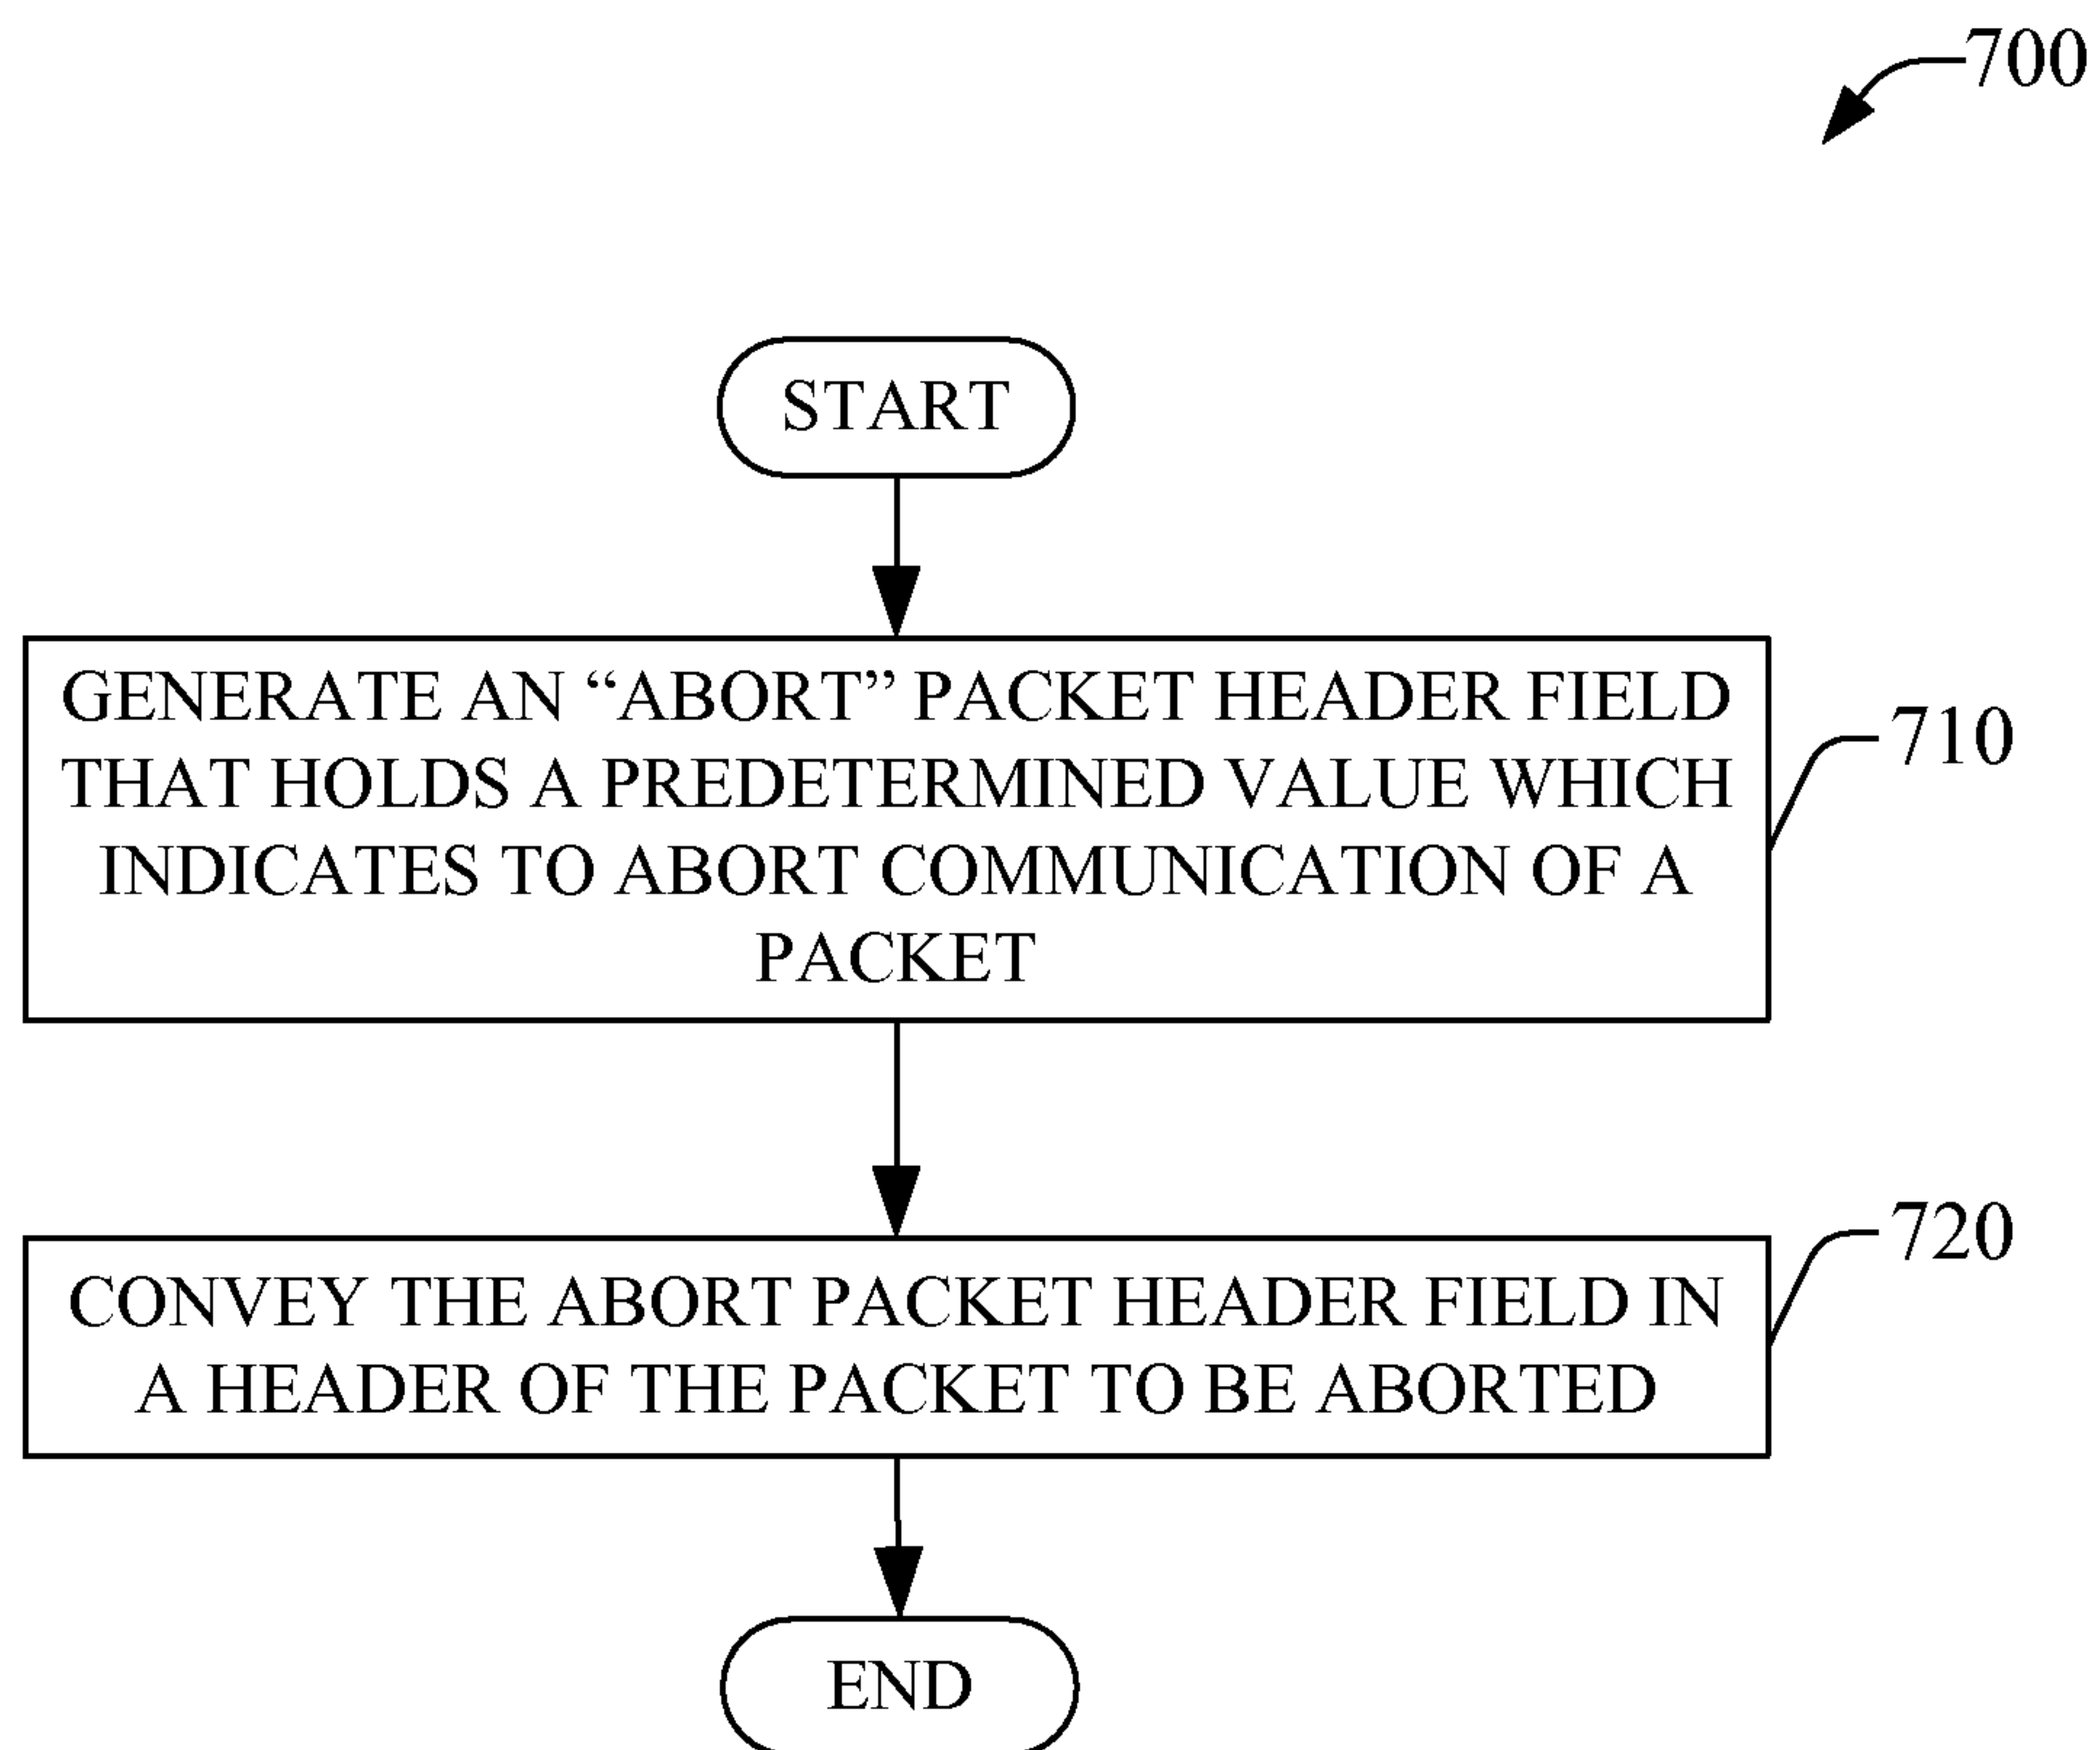 700
START
GENERATE AN “ABORT” PACKET HEADER FIELD
THAT HOLDS A PREDETERMINED VALUE WHICH
INDICATES TO ABORT COMMUNICATION OF A
PACKET
710
CONVEY THE ABORT PACKET HEADER FIELD IN
A HEADER OF THE PACKET TO BE ABORTED
720
END